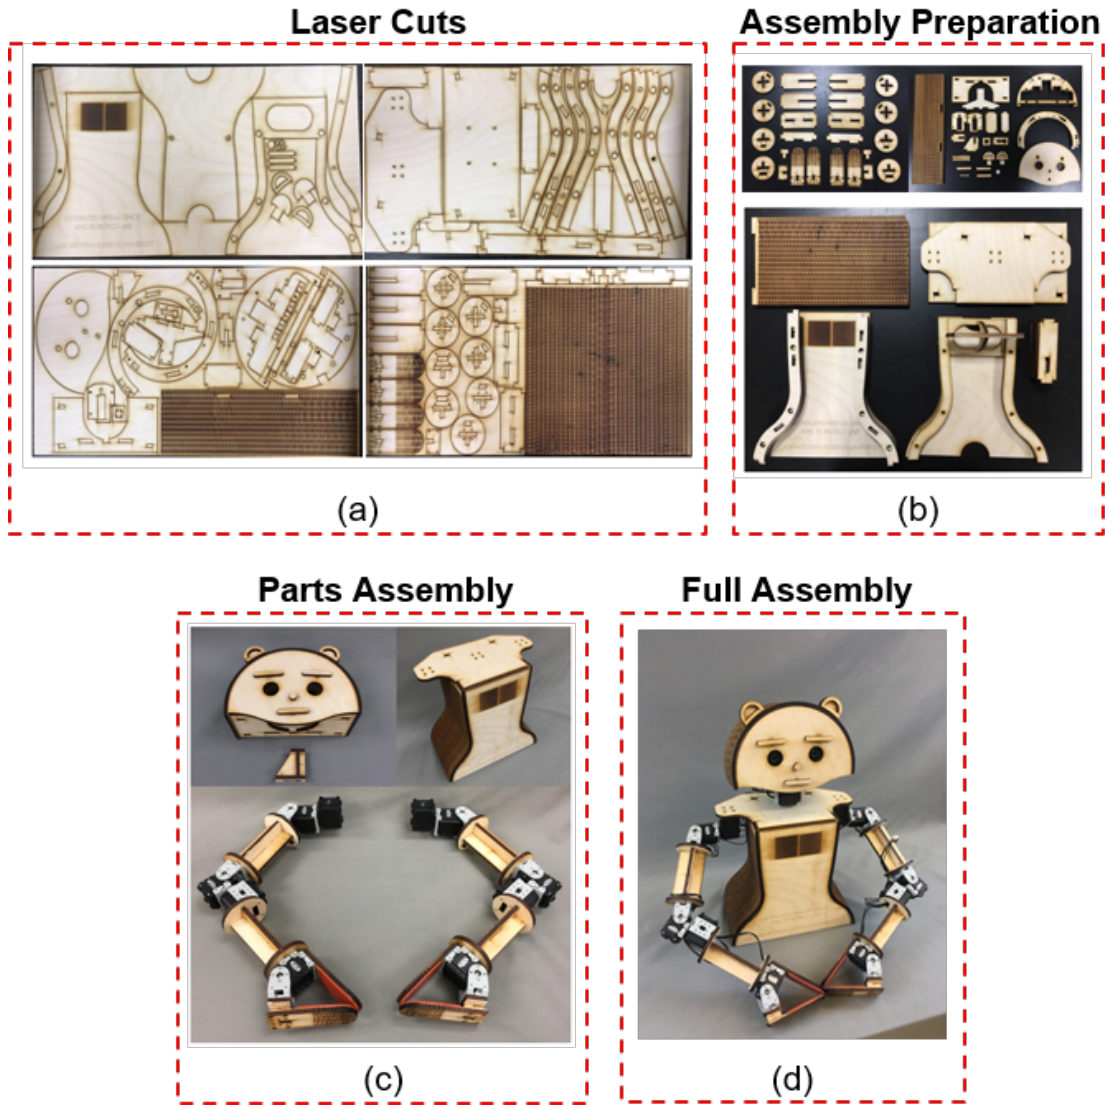 Laser Cuts
Assembly Preparation
(a)
(b)
Parts Assembly
Full Assembly
(c)
(d)